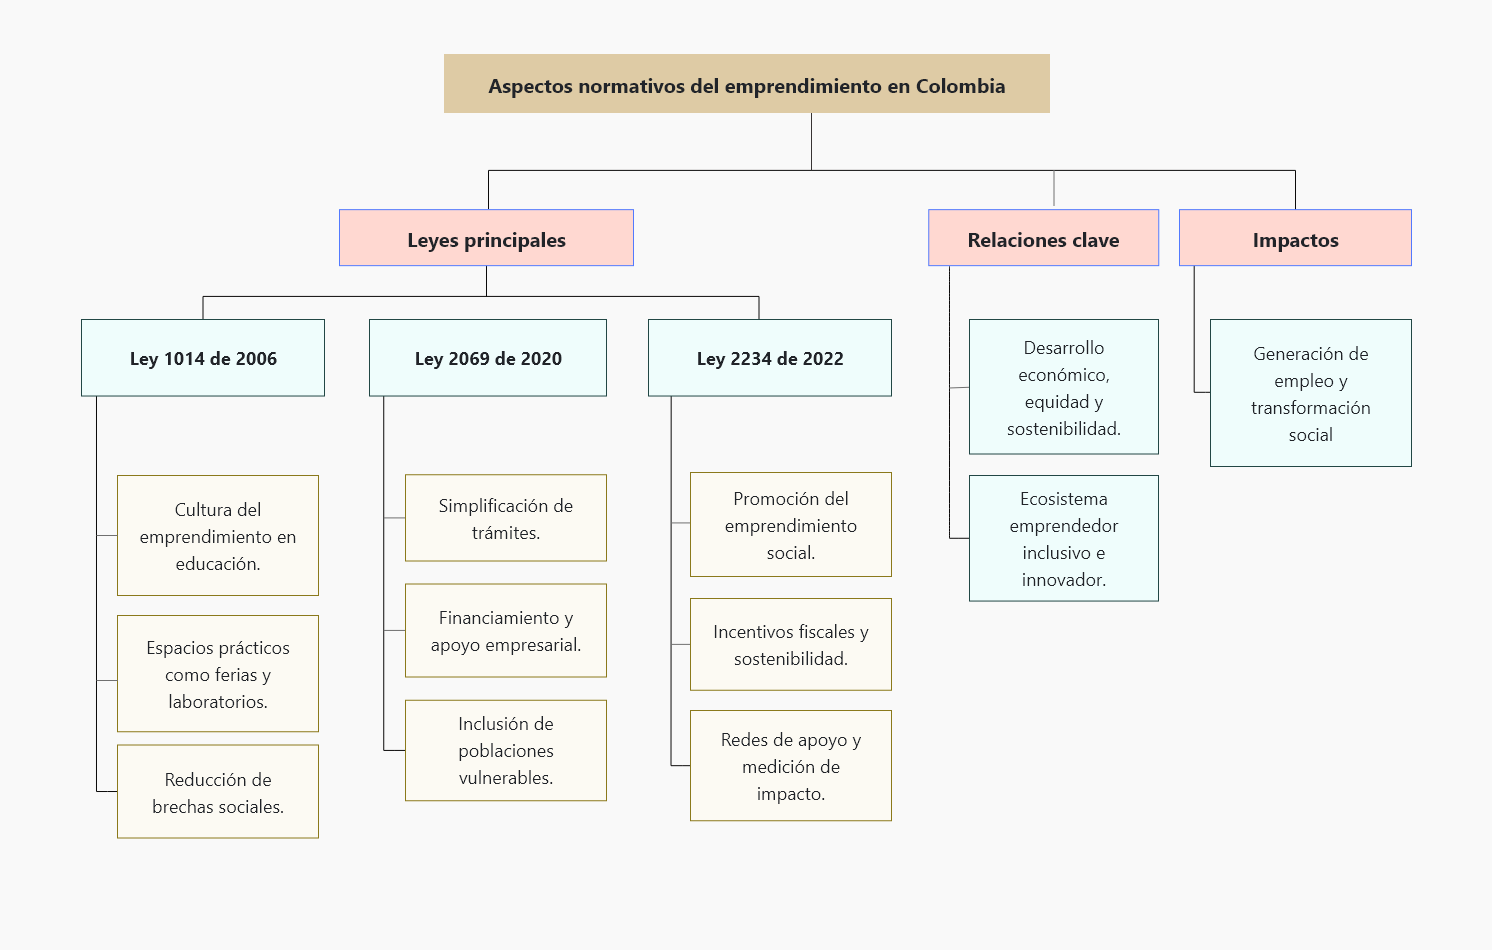 Aspectos normativos del emprendimiento en Colombia
Leyes principales
Relaciones clave
Impactos
Ley 1014 de 2006
Ley 2069 de 2020
Ley 2234 de 2022
Cultura del
emprendimiento en
educación.
Espacios prácticos
como ferias y
laboratorios.
Reducción de
brechas sociales.
Simplificación de
trámites.
Financiamiento y
apoyo empresarial.
Inclusión de
poblaciones
vulnerables.
Promoción del
emprendimiento
social.
Incentivos fiscales y
sostenibilidad.
Redes de apoyo y
medición de
impacto.
Desarrollo
económico,
equidad y
sostenibilidad.
Ecosistema
emprendedor
inclusivo e
innovador.
Generación de
empleo y
transformación
social